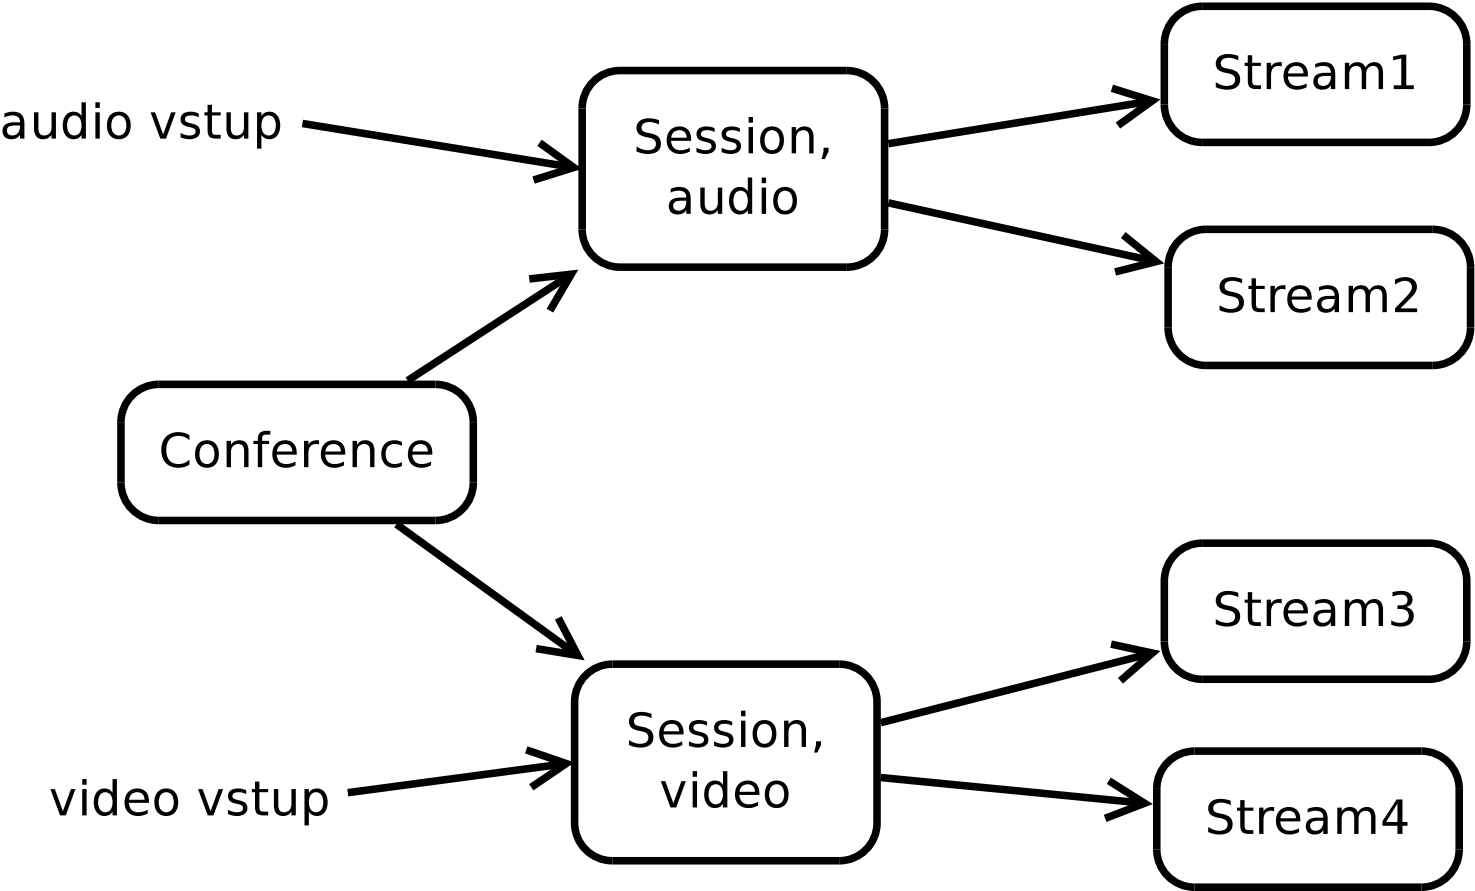 Stream1
audio vstup
Session,
audio
Stream2
Conference
Stream3
Session,
video
video vstup
Stream4